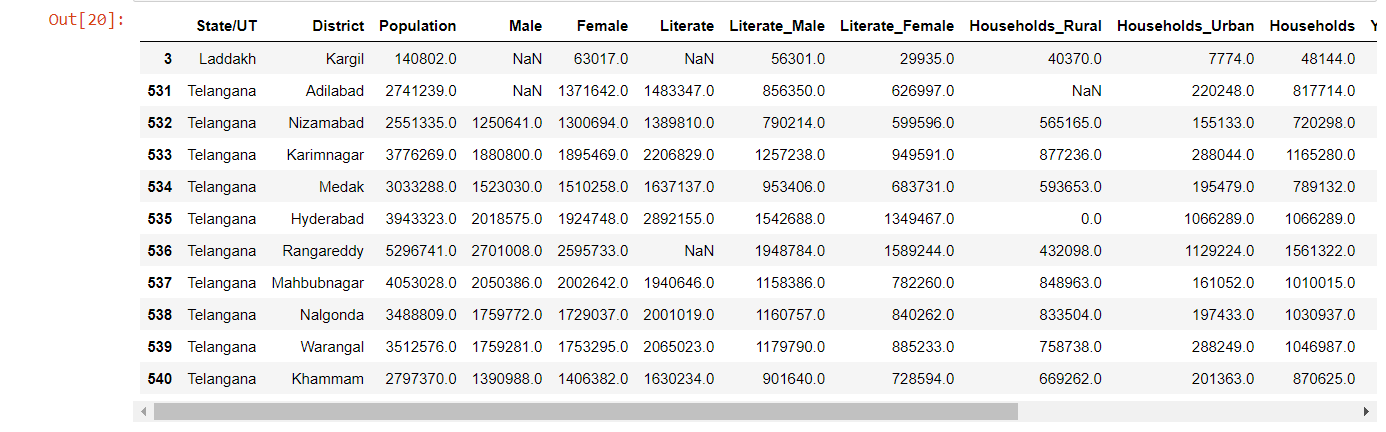 Out[20]:
State/UT District Population Male Female Literate Literate_Male Literate_Female Households_Rural Households_Urban Households Y
3 Laddakh Kargil 140802.0 NaN 63017.0 NaN 56301.0 29935.0 40370.0 7774.0 48144.0
531 Telangana Adilabad 2741239.0 NaN 1371642.0 1483347.0 856350.0 626997.0 NaN 220248.0 817714.0
532 Telangana Nizamabad 2551335.0 1250641.0 1300694.0 1389810.0 790214.0 599596.0 565165.0 155133.0 720298.0
533 Telangana Karimnagar 3776269.0 1880800.0 1895469.0 2206829.0 1257238.0 949591.0 877236.0 288044.0 1165280.0
534 Telangana Medak 3033288.0 1523030.0 1510258.0 1637137.0 953406.0 683731.0 593653.0 195479.0 789132.0
535 Telangana Hyderabad 3943323.0 2018575.0 1924748.0 2892155.0 1542688.0 1349467.0 0.0 1066289.0 1066289.0
536 Telangana Rangareddy 5296741.0 2701008.0 2595733.0 NaN 1948784.0 1589244.0 432098.0 1129224.0 1561322.0
537 Telangana Mahbubnagar 4053028.0 2050386.0 2002642.0 1940646.0 1158386.0 782260.0 848963.0 161052.0 1010015.0
538 Telangana Nalgonda 3488809.0 1759772.0 1729037.0 2001019.0 1160757.0 840262.0 833504.0 197433.0 1030937.0
539 Telangana Warangal 3512576.0 1759281.0 1753295.0 2065023.0 1179790.0 885233.0 758738.0 288249.0 1046987.0
540 Telangana Khammam 2797370.0 1390988.0 1406382.0 1630234.0 901640.0 728594.0 669262.0 201363.0 870625.0